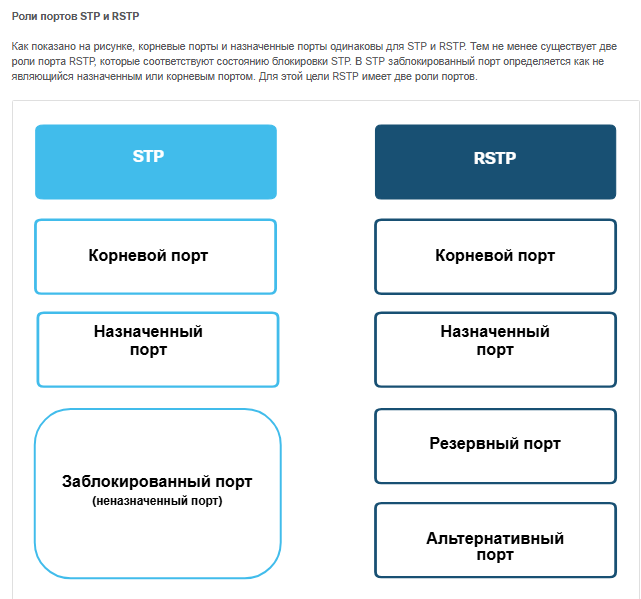 Роли портов STP и RSTP
Как показано на рисунке, корневые порты и назначенные порты одинаковы для STP и RSTP. Тем не менее существует две
роли порта RSTP, которые соответствуют состоянию блокировки STP. В STP заблокированный порт определяется как не
являющийся назначенным или корневым портом. Для этой цели RSTP имеет две роли портов.
STP
RSTP
Корневой порт
Корневой порт
Назначенный
порт
Назначенный
порт
Заблокированный порт
(неназначенный порт)
Резервный порт
Альтернативный
порт